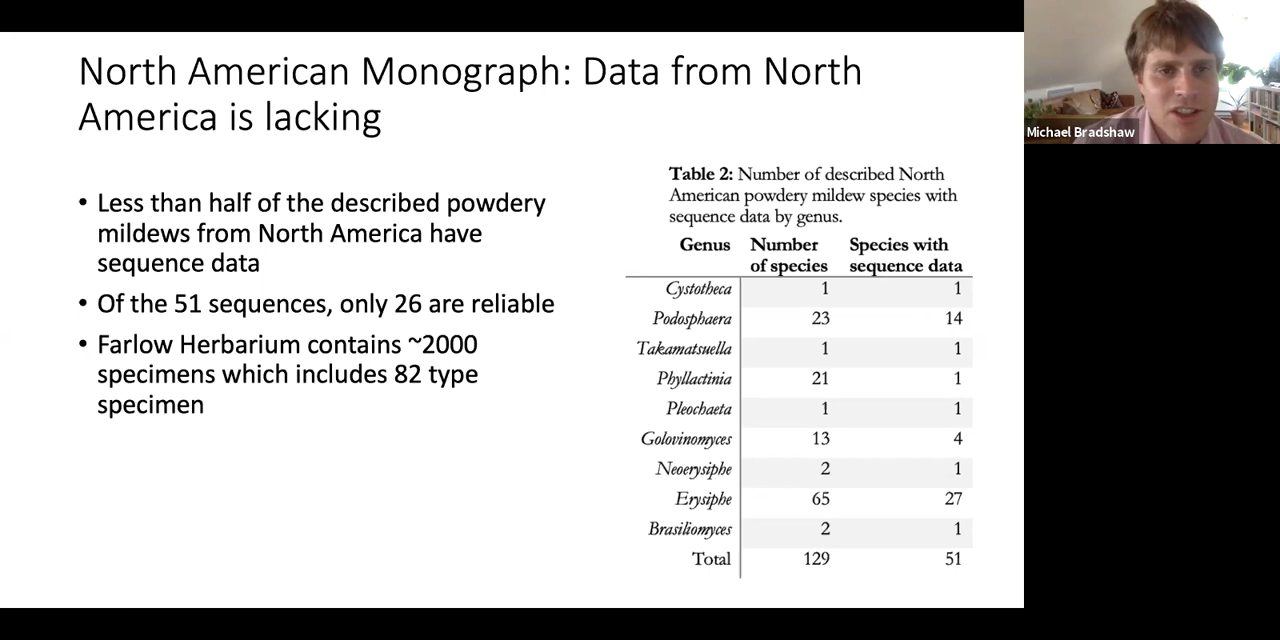 North American Monograph: Data from North
America is lacking
• Less than half of the described powdery
mildews from North America have
sequence data
• Of the 51 sequences, only 26 are reliable
• Farlow Herbarium contains ~2000
specimens which includes 82 type
specimen
Table 2: Number of described North
American powdery mildew species with
sequence data by genus.
Genus Number of species Species with sequence data
Cystotheca 1 1
Podosphaera 23 14
Takamatsuella 1 1
Phyllactinia 21 1
Pleochaeta 1 1
Golovinomyces 13 4
Neoerysiphe 2 1
Erysiphe 65 27
Brasiliomyces 2 1
Total 129 51
Michael Bradshaw